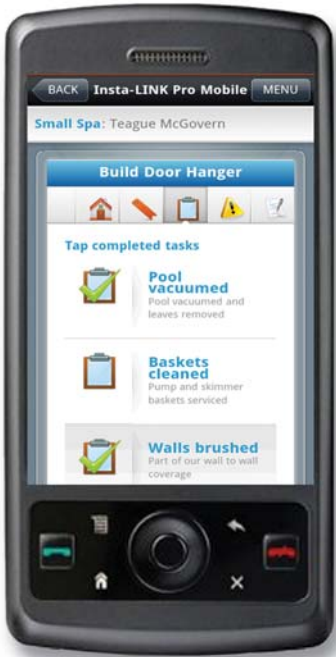 BACK Insta-LINK Pro Mobile MENU
Small Spa: Teague McGovern
Build Door Hanger
Tap completed tasks
Pool
vacuumed
Pool vacuumed and
leaves removed
Baskets
cleaned
Pump and skimmer
baskets serviced
Walls brushed
Part of our wall to wall
coverage